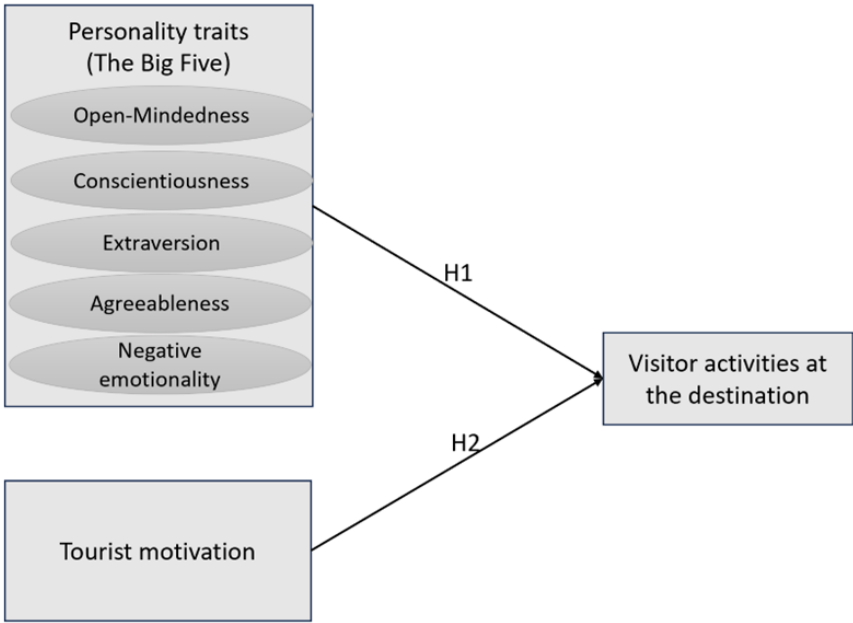 Personality traits
(The Big Five)
Open-Mindedness
Conscientiousness
Extraversion
Agreeableness
Negative
emotionality
H1
Visitor activities at
the destination
H2
Tourist motivation